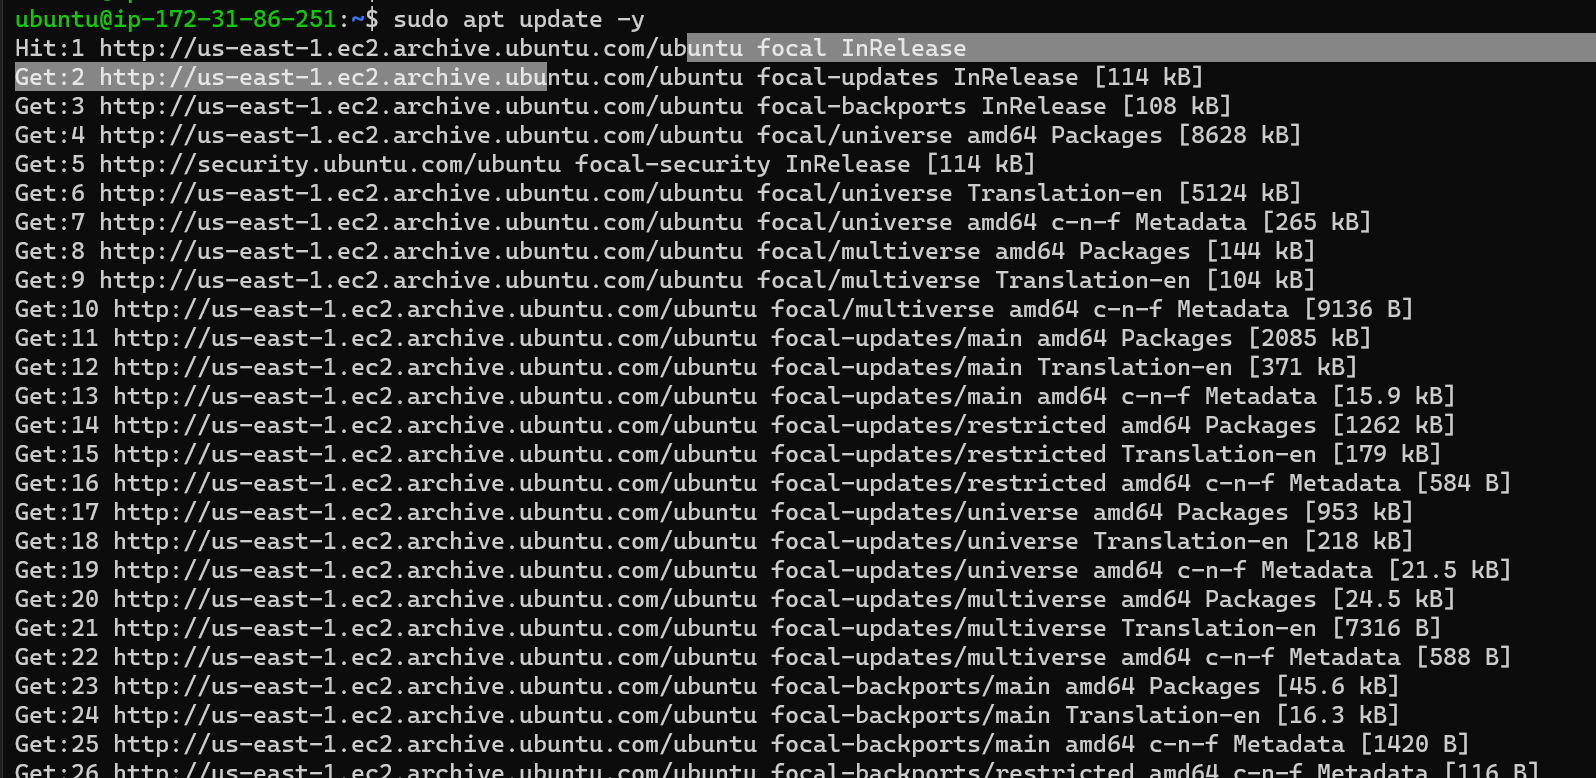 ubuntu@ip-172-31-86-251:~$ sudo apt update -y
Hit:1 http://us-east-1.ec2.archive.ubuntu.com/ubuntu focal InRelease
Get:2 http://us-east-1.ec2.archive.ubuntu.com/ubuntu focal-updates InRelease [114 kB]
Get:3 http://us-east-1.ec2.archive.ubuntu.com/ubuntu focal-backports InRelease [108 kB]
Get:4 http://us-east-1.ec2.archive.ubuntu.com/ubuntu focal/universe amd64 Packages [8628 kB]
Get:5 http://security.ubuntu.com/ubuntu focal-security InRelease [114 kB]
Get:6 http://us-east-1.ec2.archive.ubuntu.com/ubuntu focal/universe Translation-en [5124 kB]
Get:7 http://us-east-1.ec2.archive.ubuntu.com/ubuntu focal/universe amd64 c-n-f Metadata [265 kB]
Get:8 http://us-east-1.ec2.archive.ubuntu.com/ubuntu focal/multiverse amd64 Packages [144 kB]
Get:9 http://us-east-1.ec2.archive.ubuntu.com/ubuntu focal/multiverse Translation-en [104 kB]
Get:10 http://us-east-1.ec2.archive.ubuntu.com/ubuntu focal/multiverse amd64 c-n-f Metadata [9136 B]
Get:11 http://us-east-1.ec2.archive.ubuntu.com/ubuntu focal-updates/main amd64 Packages [2085 kB]
Get:12 http://us-east-1.ec2.archive.ubuntu.com/ubuntu focal-updates/main Translation-en [371 kB]
Get:13 http://us-east-1.ec2.archive.ubuntu.com/ubuntu focal-updates/main amd64 c-n-f Metadata [15.9 kB]
Get:14 http://us-east-1.ec2.archive.ubuntu.com/ubuntu focal-updates/restricted amd64 Packages [1262 kB]
Get:15 http://us-east-1.ec2.archive.ubuntu.com/ubuntu focal-updates/restricted Translation-en [179 kB]
Get:16 http://us-east-1.ec2.archive.ubuntu.com/ubuntu focal-updates/restricted amd64 c-n-f Metadata [584 B]
Get:17 http://us-east-1.ec2.archive.ubuntu.com/ubuntu focal-updates/universe amd64 Packages [953 kB]
Get:18 http://us-east-1.ec2.archive.ubuntu.com/ubuntu focal-updates/universe Translation-en [218 kB]
Get:19 http://us-east-1.ec2.archive.ubuntu.com/ubuntu focal-updates/universe amd64 c-n-f Metadata [21.5 kB]
Get:20 http://us-east-1.ec2.archive.ubuntu.com/ubuntu focal-updates/multiverse amd64 Packages [24.5 kB]
Get:21 http://us-east-1.ec2.archive.ubuntu.com/ubuntu focal-updates/multiverse Translation-en [7316 B]
Get:22 http://us-east-1.ec2.archive.ubuntu.com/ubuntu focal-updates/multiverse amd64 c-n-f Metadata [588 B]
Get:23 http://us-east-1.ec2.archive.ubuntu.com/ubuntu focal-backports/main amd64 Packages [45.6 kB]
Get:24 http://us-east-1.ec2.archive.ubuntu.com/ubuntu focal-backports/main Translation-en [16.3 kB]
Get:25 http://us-east-1.ec2.archive.ubuntu.com/ubuntu focal-backports/main amd64 c-n-f Metadata [1420 B]
Get:26 http://us-east-1.ec2.archive.ubuntu.com/ubuntu focal-backports/restricted amd64 c-n-f Metadata [116 B]